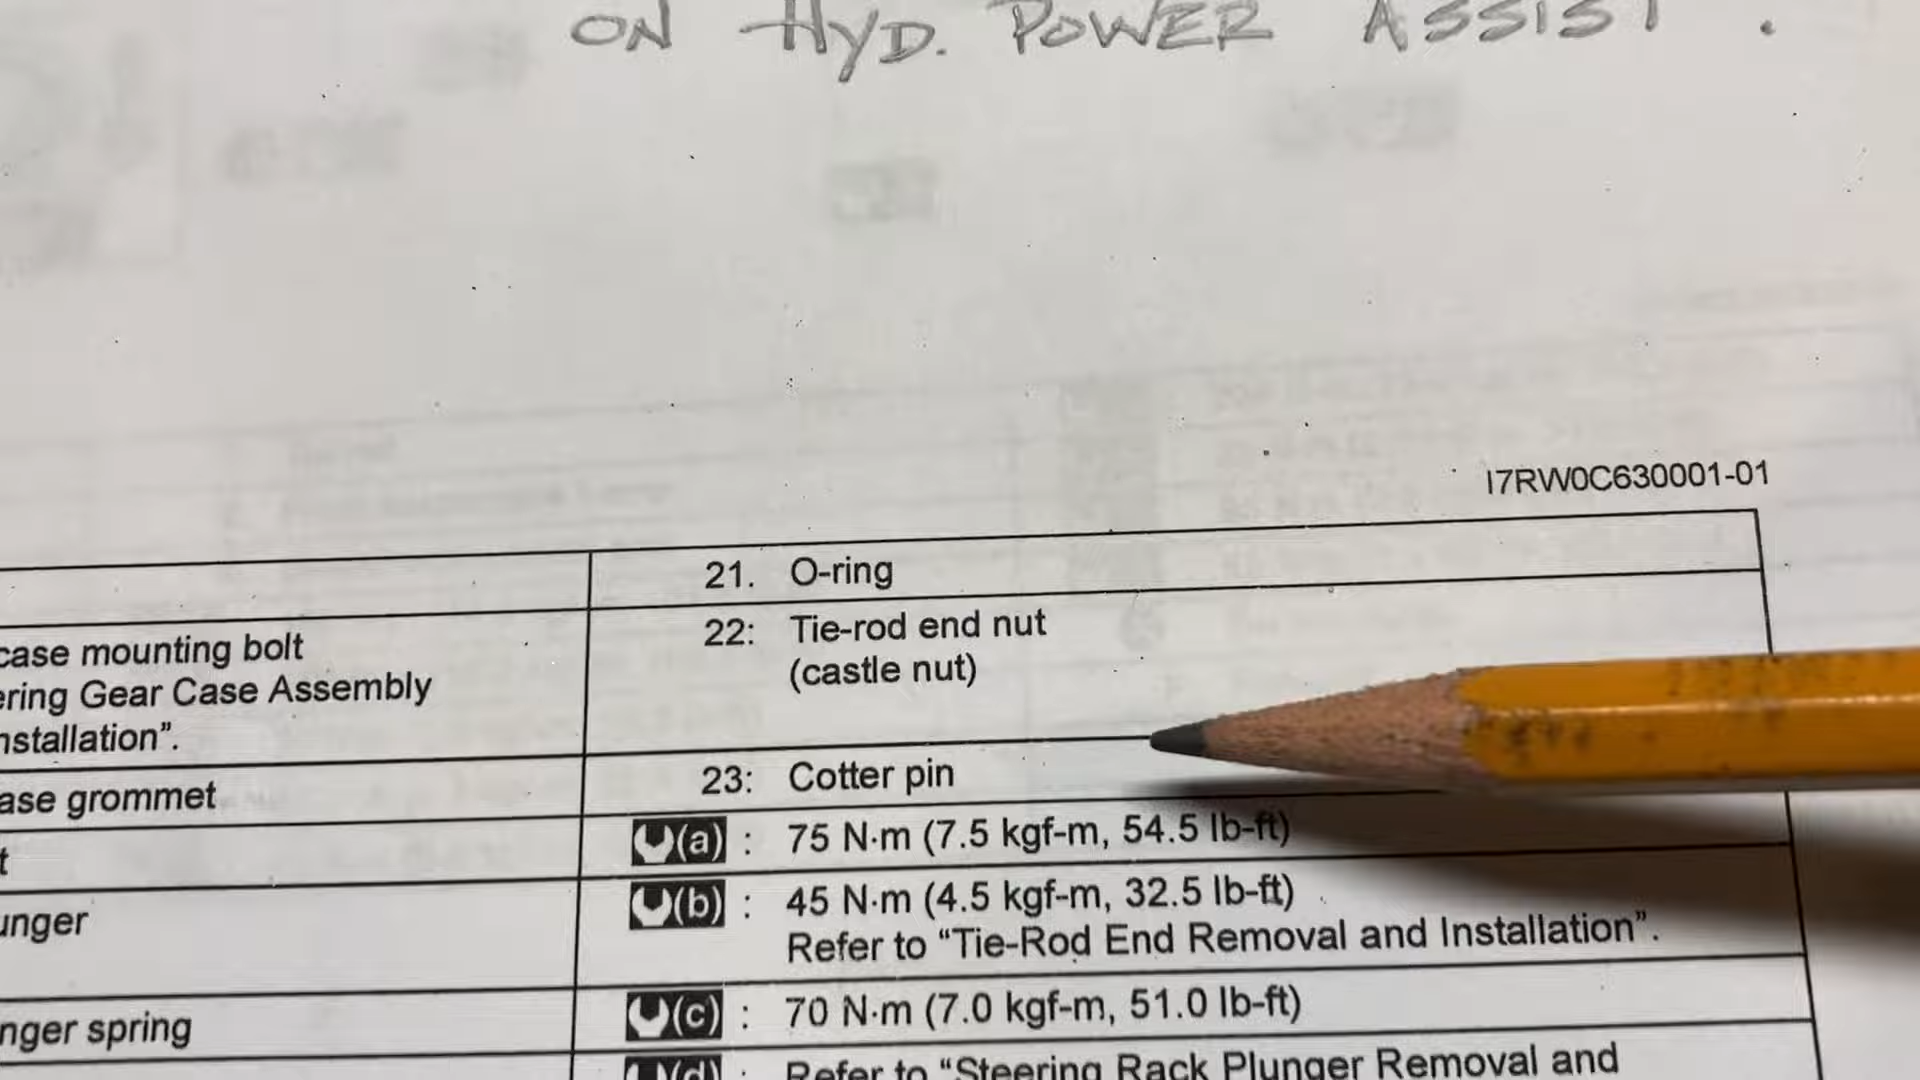 ON HYD. POWER ASSIST.
I7RW0C630001-01
21. O-ring
case mounting bolt
ering Gear Case Assembly
nstallation”.
22: Tie-rod end nut
(castle nut)
ase grommet
23: Cotter pin
t
(a) : 75 N·m (7.5 kgf-m, 54.5 lb-ft)
unger
(b) : 45 N·m (4.5 kgf-m, 32.5 lb-ft)
Refer to “Tie-Rod End Removal and Installation”.
nger spring
(c) : 70 N·m (7.0 kgf-m, 51.0 lb-ft)
(d) : Refer to “Steering Rack Plunger Removal and